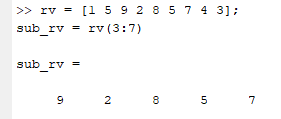 >> rv = [1 5 9 2 8 5 7 4 3];
sub_rv = rv(3:7)
sub_rv =
9 2 8 5 7